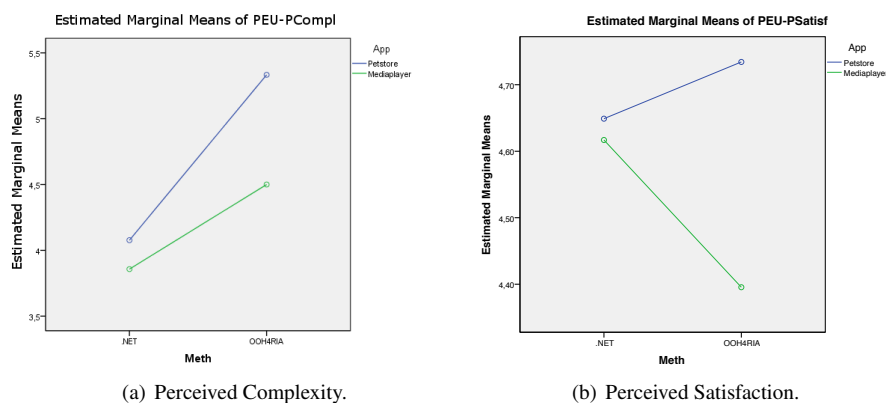 Estimated Marginal Means of PEU-PCompl
App
Petstore
Mediaplayer
5,5
5
4,5
4
3,5
Estimated Marginal Means
.NET
OOH4RIA
Meth
(a) Perceived Complexity.
Estimated Marginal Means of PEU-PSatisf
App
Petstore
Mediaplayer
4,70
4,60
4,50
4,40
Estimated Marginal Means
.NET
OOH4RIA
Meth
(b) Perceived Satisfaction.